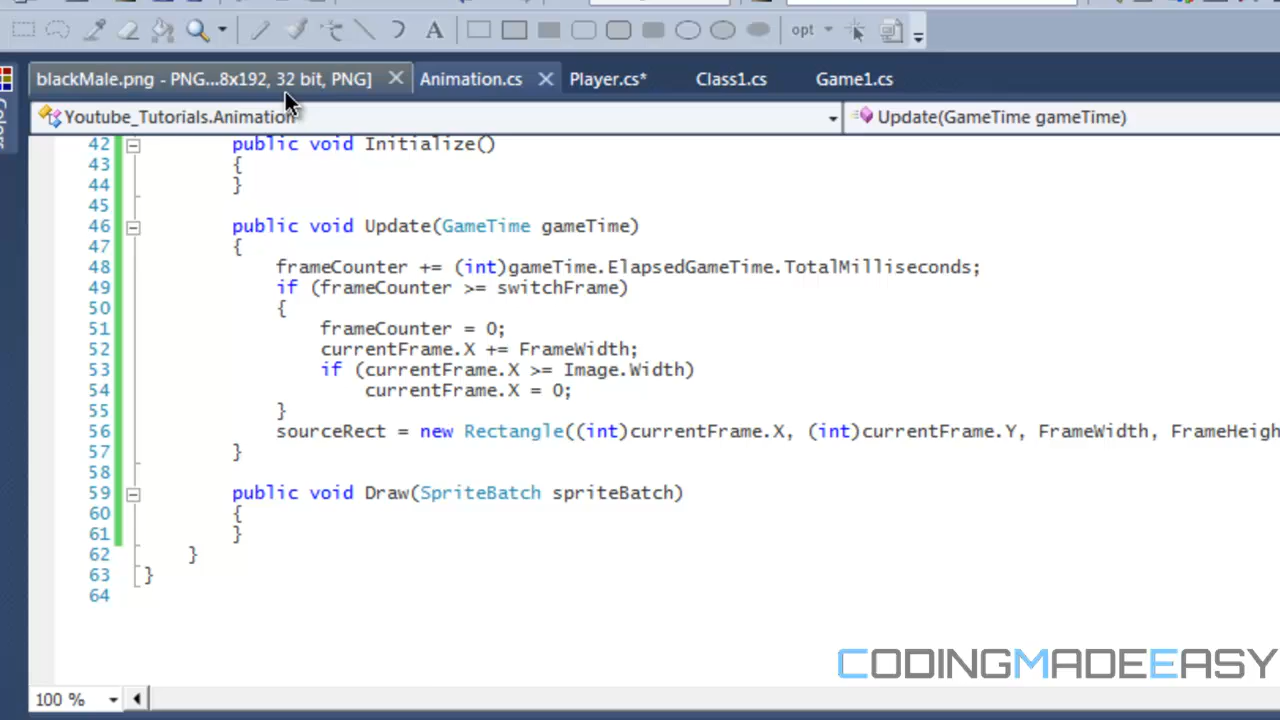 opt
blackMale.png - PNG...8x192, 32 bit, PNG] Animation.cs Player.cs* Class1.cs Game1.cs
Colors
Youtube_Tutorials.Animation Update(GameTime gameTime)
42 public void Initialize()
43 {
44 }
45
46 public void Update(GameTime gameTime)
47 {
48 frameCounter += (int)gameTime.ElapsedGameTime.TotalMilliseconds;
49 if (frameCounter >= switchFrame)
50 {
51 frameCounter = 0;
52 currentFrame.X += FrameWidth;
53 if (currentFrame.X >= Image.Width)
54 currentFrame.X = 0;
55 }
56 sourceRect = new Rectangle((int)currentFrame.X, (int)currentFrame.Y, FrameWidth, FrameHeigh
57 }
58
59 public void Draw(SpriteBatch spriteBatch)
60 {
61 }
62 }
63 }
64
CODINGMADEEASY
100 %